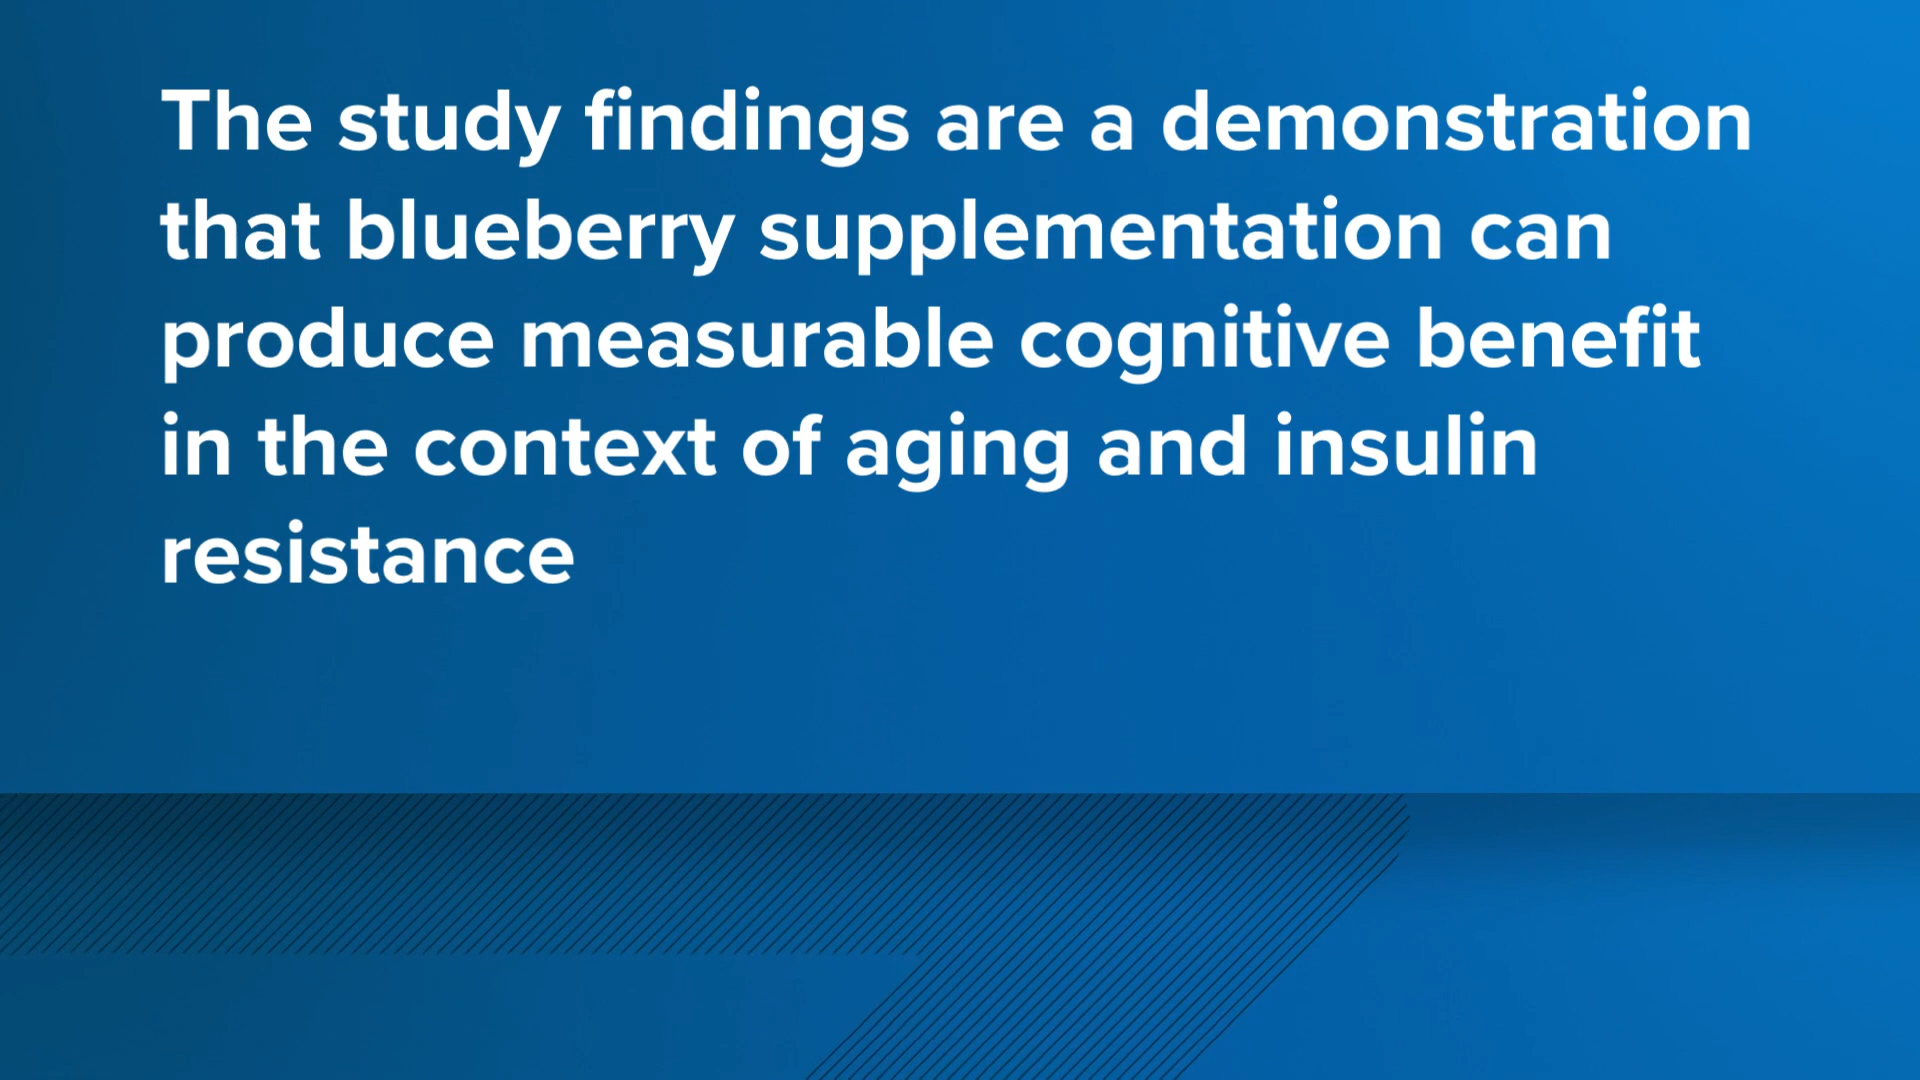 The study findings are a demonstration
that blueberry supplementation can
produce measurable cognitive benefit
in the context of aging and insulin
resistance